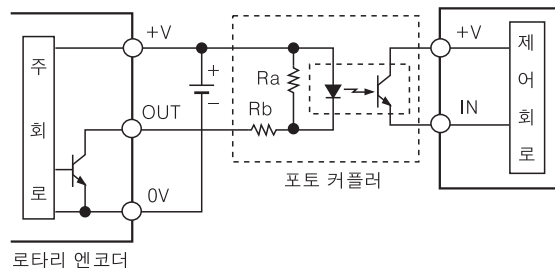 +V
+V
주 회 로
+
−
Ra
Rb
OUT
IN
0V
제 어 회 로
포토 커플러
로타리 엔코더